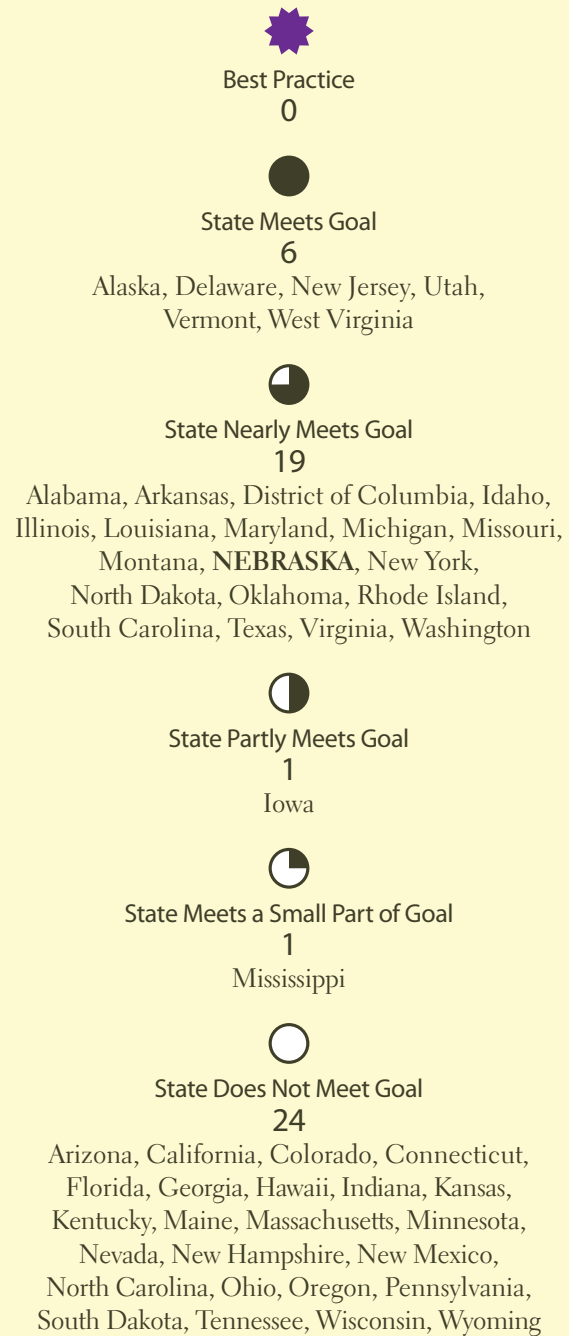 Best Practice
0
State Meets Goal
6
Alaska, Delaware, New Jersey, Utah,
Vermont, West Virginia
State Nearly Meets Goal
19
Alabama, Arkansas, District of Columbia, Idaho,
Illinois, Louisiana, Maryland, Michigan, Missouri,
Montana, NEBRASKA, New York,
North Dakota, Oklahoma, Rhode Island,
South Carolina, Texas, Virginia, Washington
State Partly Meets Goal
1
Iowa
State Meets a Small Part of Goal
1
Mississippi
State Does Not Meet Goal
24
Arizona, California, Colorado, Connecticut,
Florida, Georgia, Hawaii, Indiana, Kansas,
Kentucky, Maine, Massachusetts, Minnesota,
Nevada, New Hampshire, New Mexico,
North Carolina, Ohio, Oregon, Pennsylvania,
South Dakota, Tennessee, Wisconsin, Wyoming